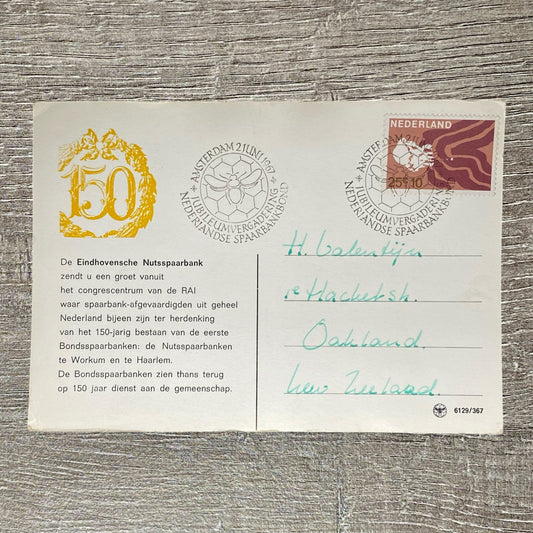 150
De Eindhovensche Nutsspaarbank
zendt u een groet vanuit
het congrescentrum van de RAI
waar spaarbank-afgevaardigden uit geheel
Nederland bijeen zijn ter herdenking
van het 150-jarig bestaan van de eerste
Bondsspaarbanken: de Nutsspaarbanken
te Workum en te Haarlem.
De Bondsspaarbanken zien thans terug
op 150 jaar dienst aan de gemeenschap.
AMSTERDAM 2 JUNI 1967
JUBILEUMVERGADERING
NEDERLANDSE SPAARBANKBOND
NEDERLAND
25+10
AMSTERDAM 2 JUNI 1967
JUBILEUMVERGADERING
NEDERLANDSE SPAARBANKBOND
H. Valentijn
Oakland.
New Zeelaad.
6129/367